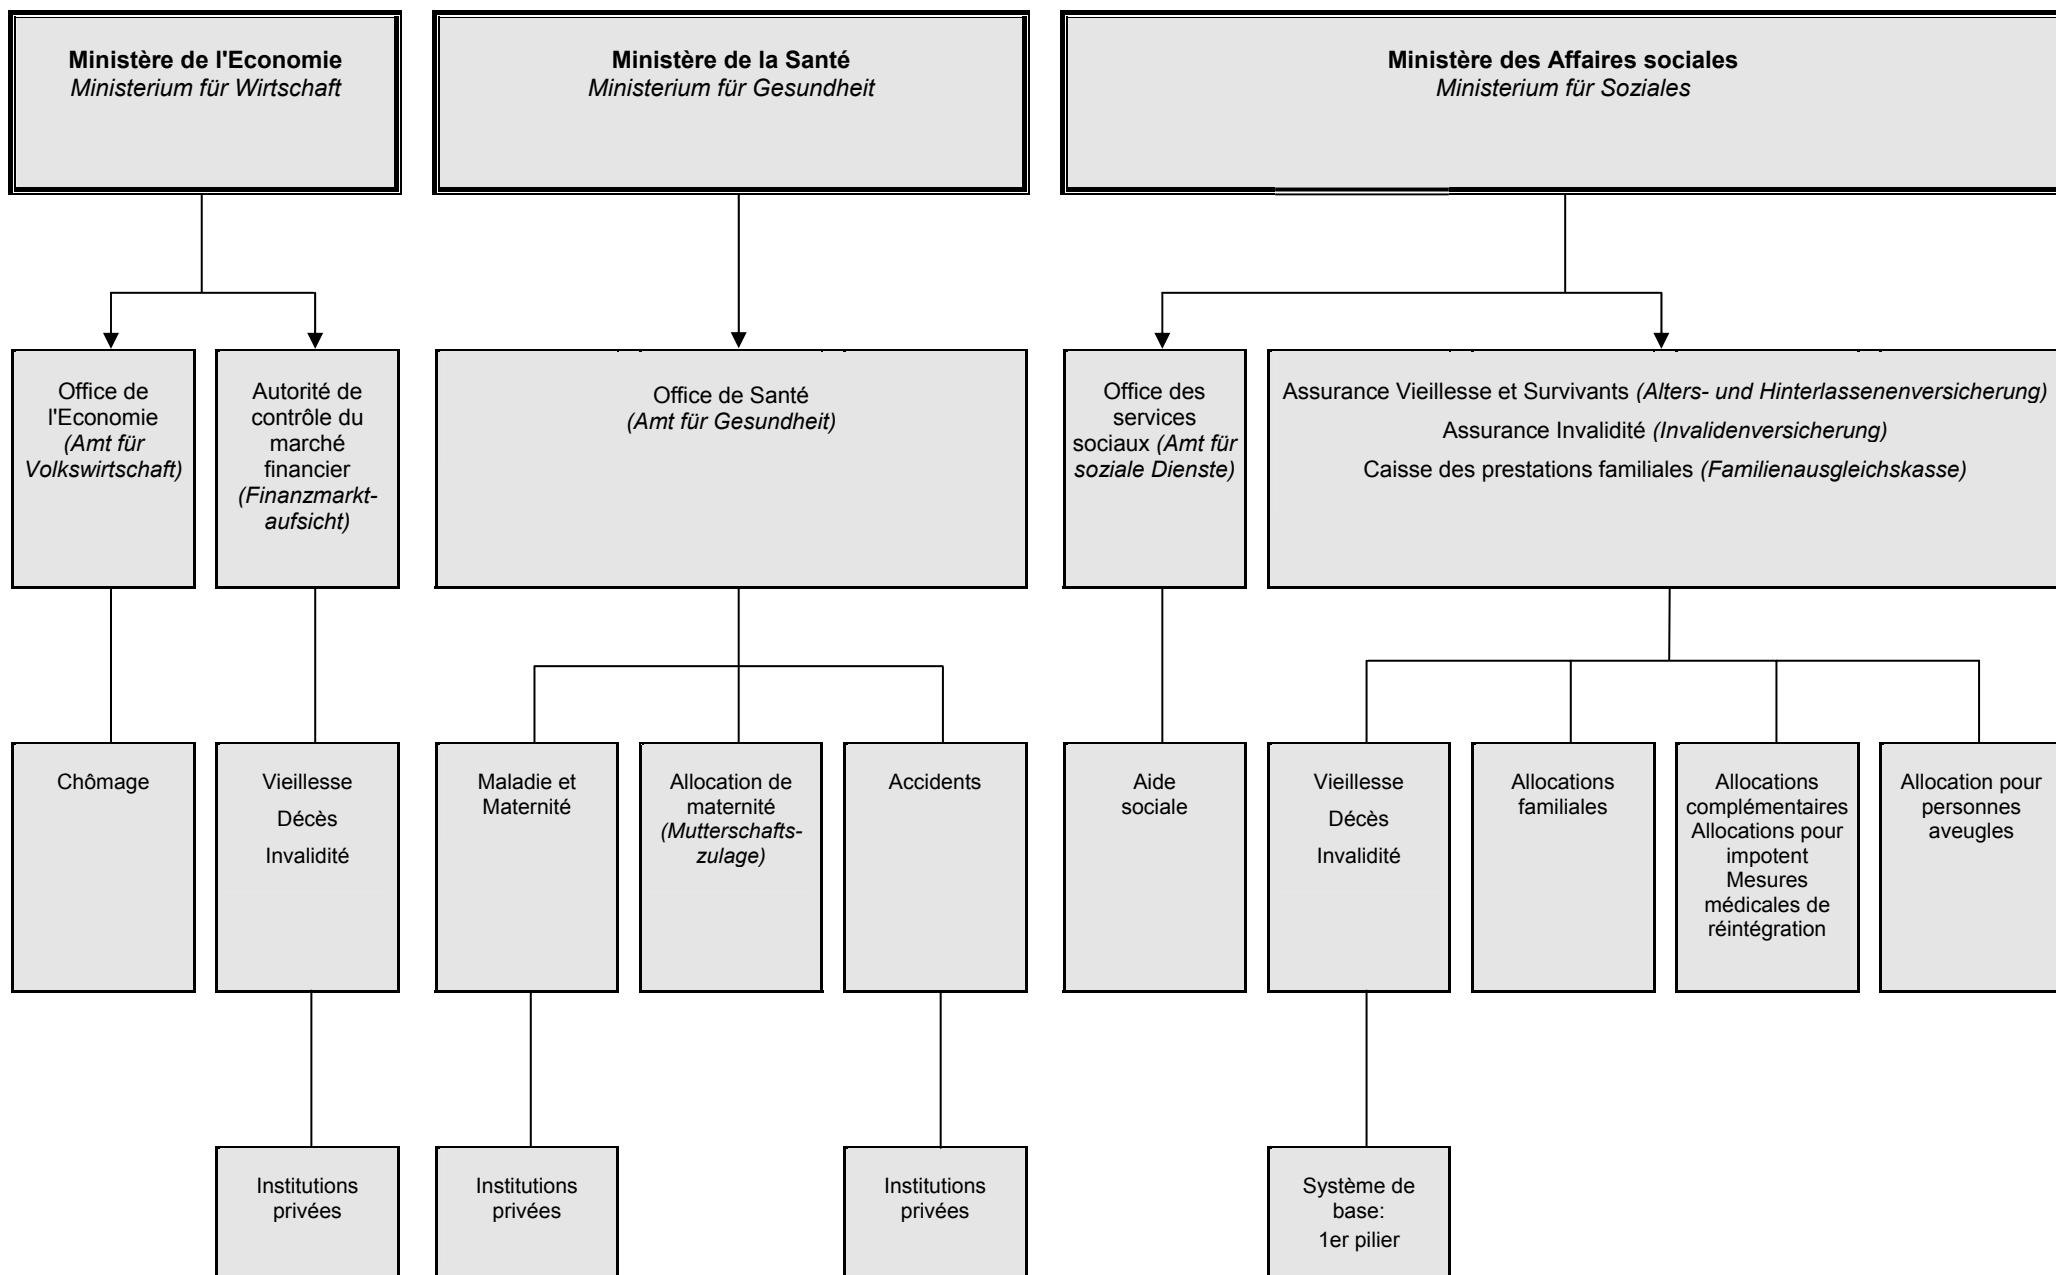 Ministère de l'Economie
Ministerium für Wirtschaft
Ministère de la Santé
Ministerium für Gesundheit
Ministère des Affaires sociales
Ministerium für Soziales
Office de
l'Economie
(Amt für
Volkswirtschaft)
Autorité de
contrôle du
marché
financier
(Finanzmarkt-
aufsicht)
Office de Santé
(Amt für Gesundheit)
Office des
services
sociaux (Amt für
soziale Dienste)
Assurance Vieillesse et Survivants (Alters- und Hinterlassenenversicherung)
Assurance Invalidité (Invalidenversicherung)
Caisse des prestations familiales (Familienausgleichskasse)
Chômage
Vieillesse
Décès
Invalidité
Maladie et
Maternité
Allocation de
maternité
(Mutterschafts-
zulage)
Accidents
Aide
sociale
Vieillesse
Décès
Invalidité
Allocations
familiales
Allocations
complémentaires
Allocations pour
impotent
Mesures
médicales de
réintégration
Allocation pour
personnes
aveugles
Institutions
privées
Institutions
privées
Institutions
privées
Système de
base:
1er pilier